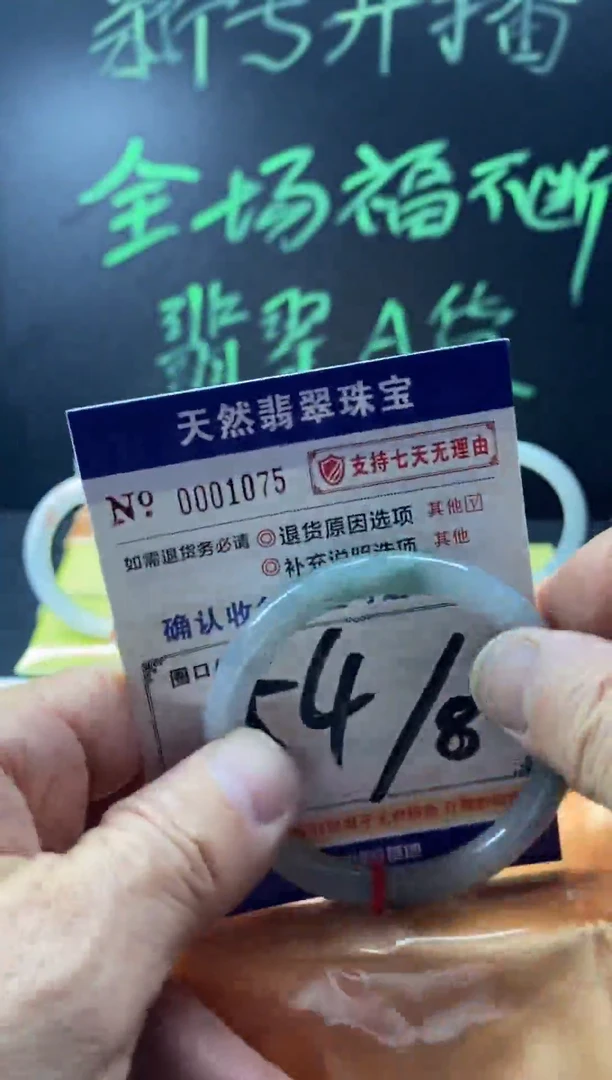 新号开播
全场福不断
翡翠A货
天然翡翠珠宝
No 0001075 支持七天无理由
如需退货务必请 ◎退货原因选项 其他☑
◎补充说明选项 其他
确认收
圈口
54/8